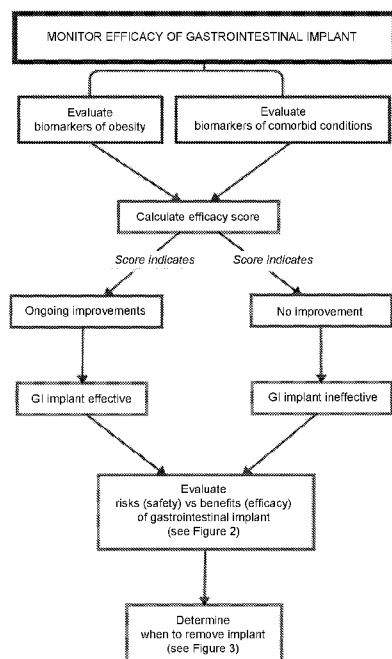 MONITOR EFFICACY OF GASTROINTESTINAL IMPLANT
Evaluate
biomarkers of obesity
Evaluate
biomarkers of comorbid conditions
Calculate efficacy score
Score indicates
Score indicates
Ongoing improvements
No improvement
GI implant effective
GI implant ineffective
Evaluate
risks (safety) vs benefits (efficacy)
of gastrointestinal implant
(see Figure 2)
Determine
when to remove implant
(see Figure 3)